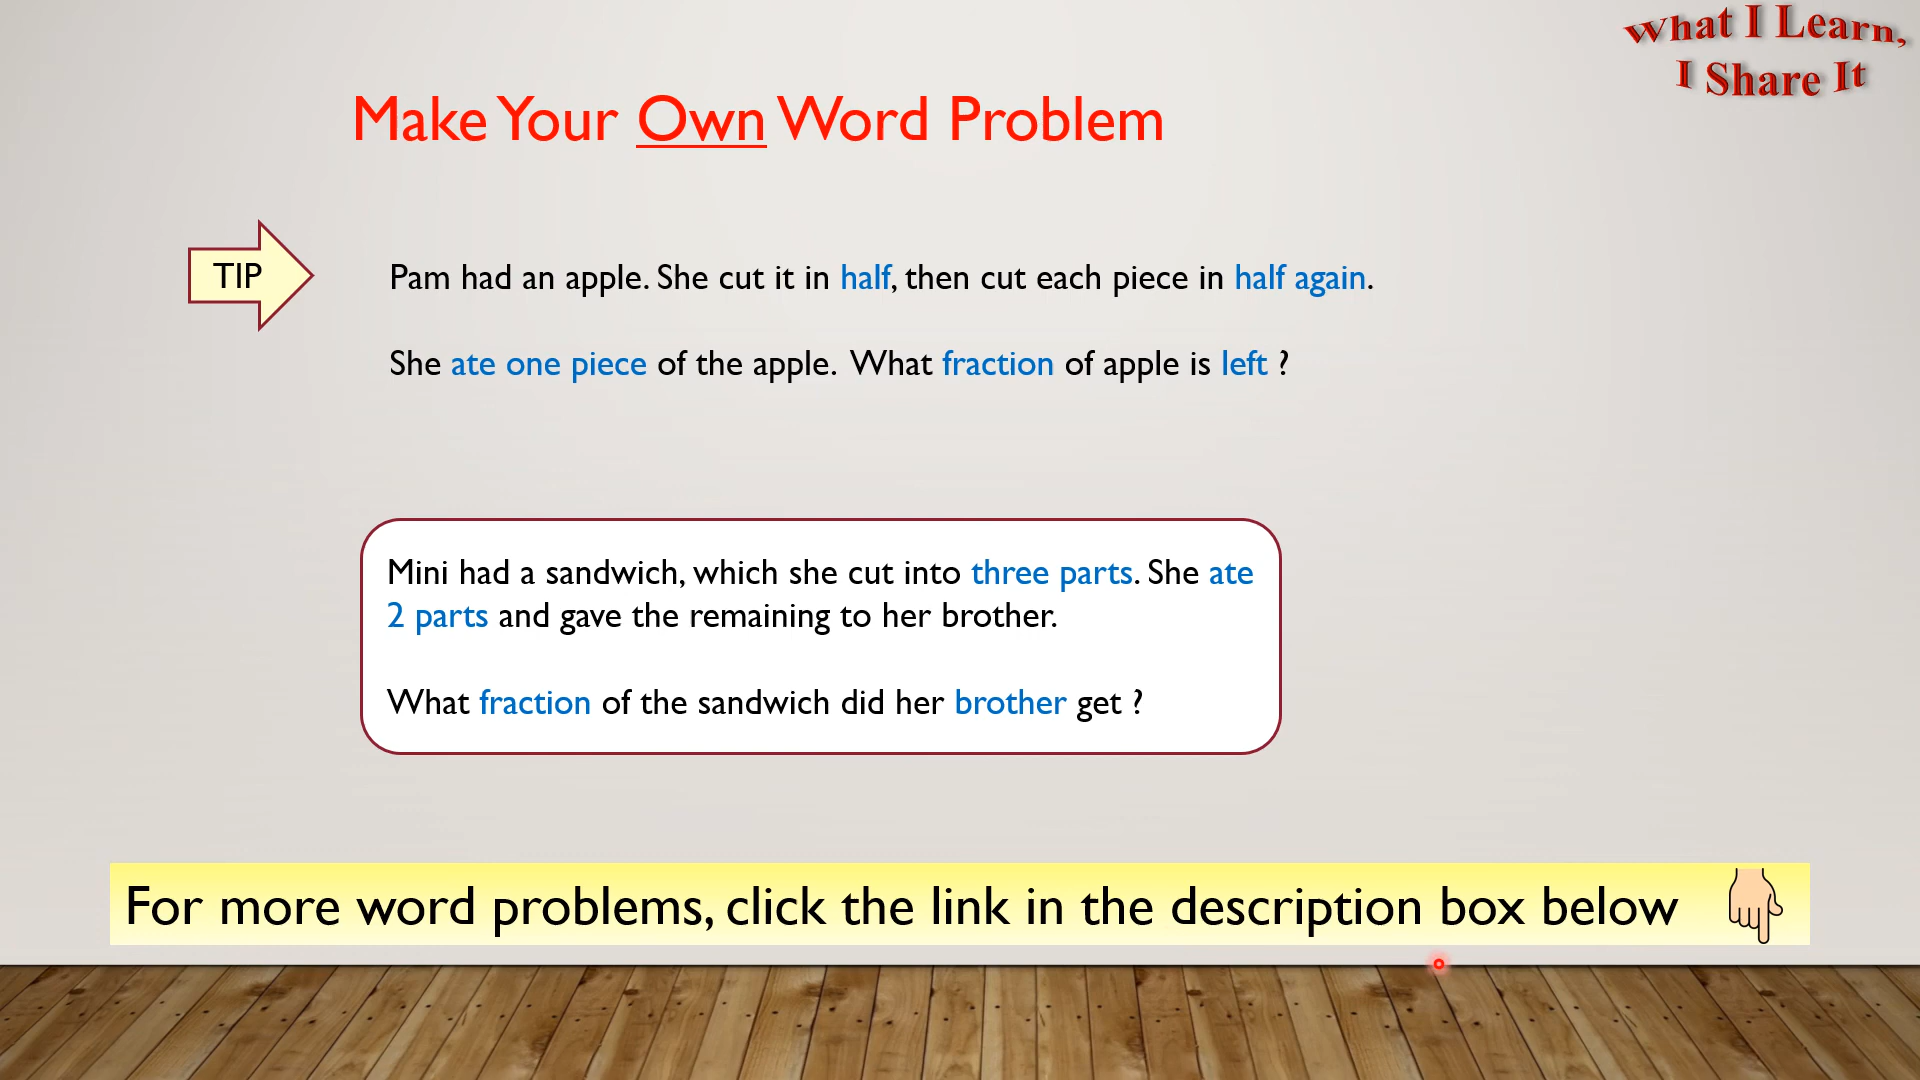 What I Learn,
I Share It
Make Your Own Word Problem
TIP
Pam had an apple. She cut it in half, then cut each piece in half again.
She ate one piece of the apple. What fraction of apple is left ?
Mini had a sandwich, which she cut into three parts. She ate
2 parts and gave the remaining to her brother.
What fraction of the sandwich did her brother get ?
For more word problems, click the link in the description box below